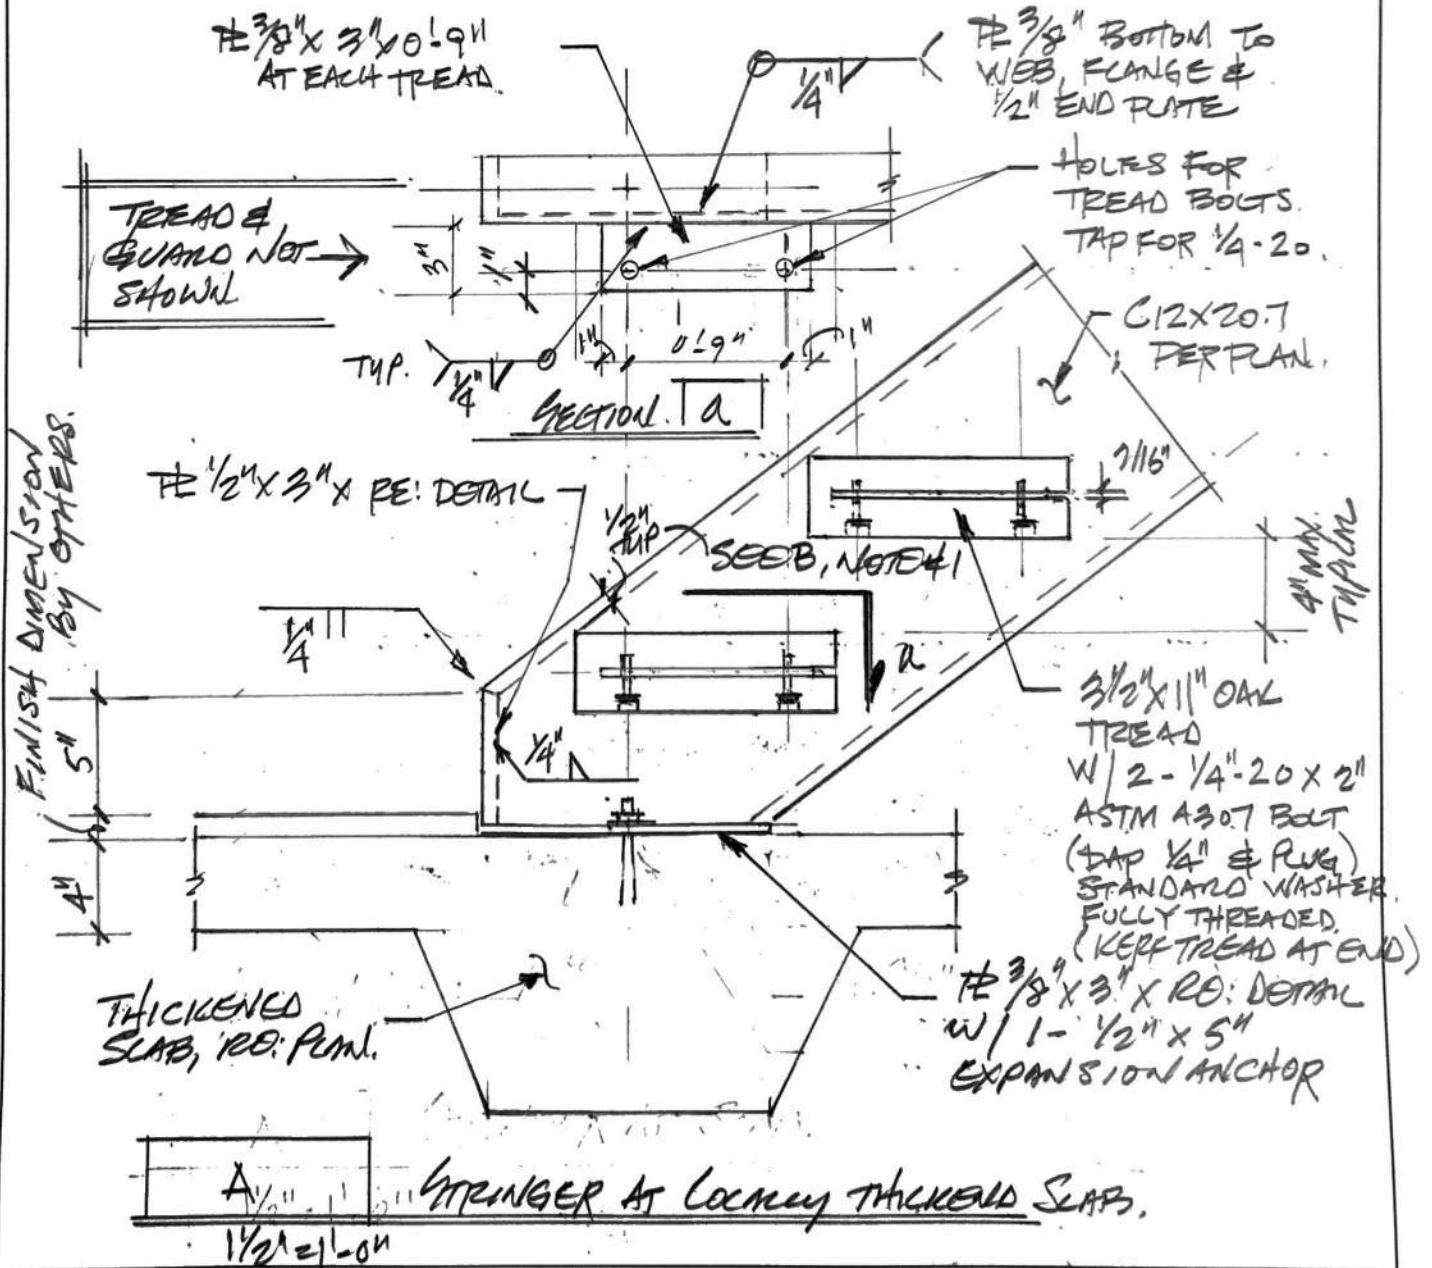 PL 3/8" X 3" X 0'-9"
AT EACH TREAD.
1/4"
PL 3/8" BOTTOM TO
WEB, FLANGE &
1/2" END PLATE
HOLES FOR
TREAD BOLTS.
TAP FOR 1/4-20.
TREAD &
GUARD NOT
SHOWN.
3"
1"
1"
0'-9"
1"
TYP.
1/4"
SECTION. a
C12X20.7
PER PLAN.
FINISH DIMENSION
BY OTHERS.
PL 1/2" X 3" X RE: DETAIL
1/2"
TYP
SEE B, NOTE #1
7/16"
4" MAX.
TYPICAL
1/4"
a
5"
1/4"
4"
3 1/2" X 11" OAK
TREAD
W/ 2 - 1/4"-20 X 2"
ASTM A307 BOLT
(DAP 1/4" & PLUG)
STANDARD WASHER.
FULLY THREADED.
(KERF TREAD AT END)
PL 3/8" X 3" X RE: DETAIL
W/ 1 - 1/2" X 5"
EXPANSION ANCHOR
THICKENED
SLAB, RE: PLAN.
A
STRINGER AT LOCALLY THICKEND SLAB.
1 1/2" = 1'-0"